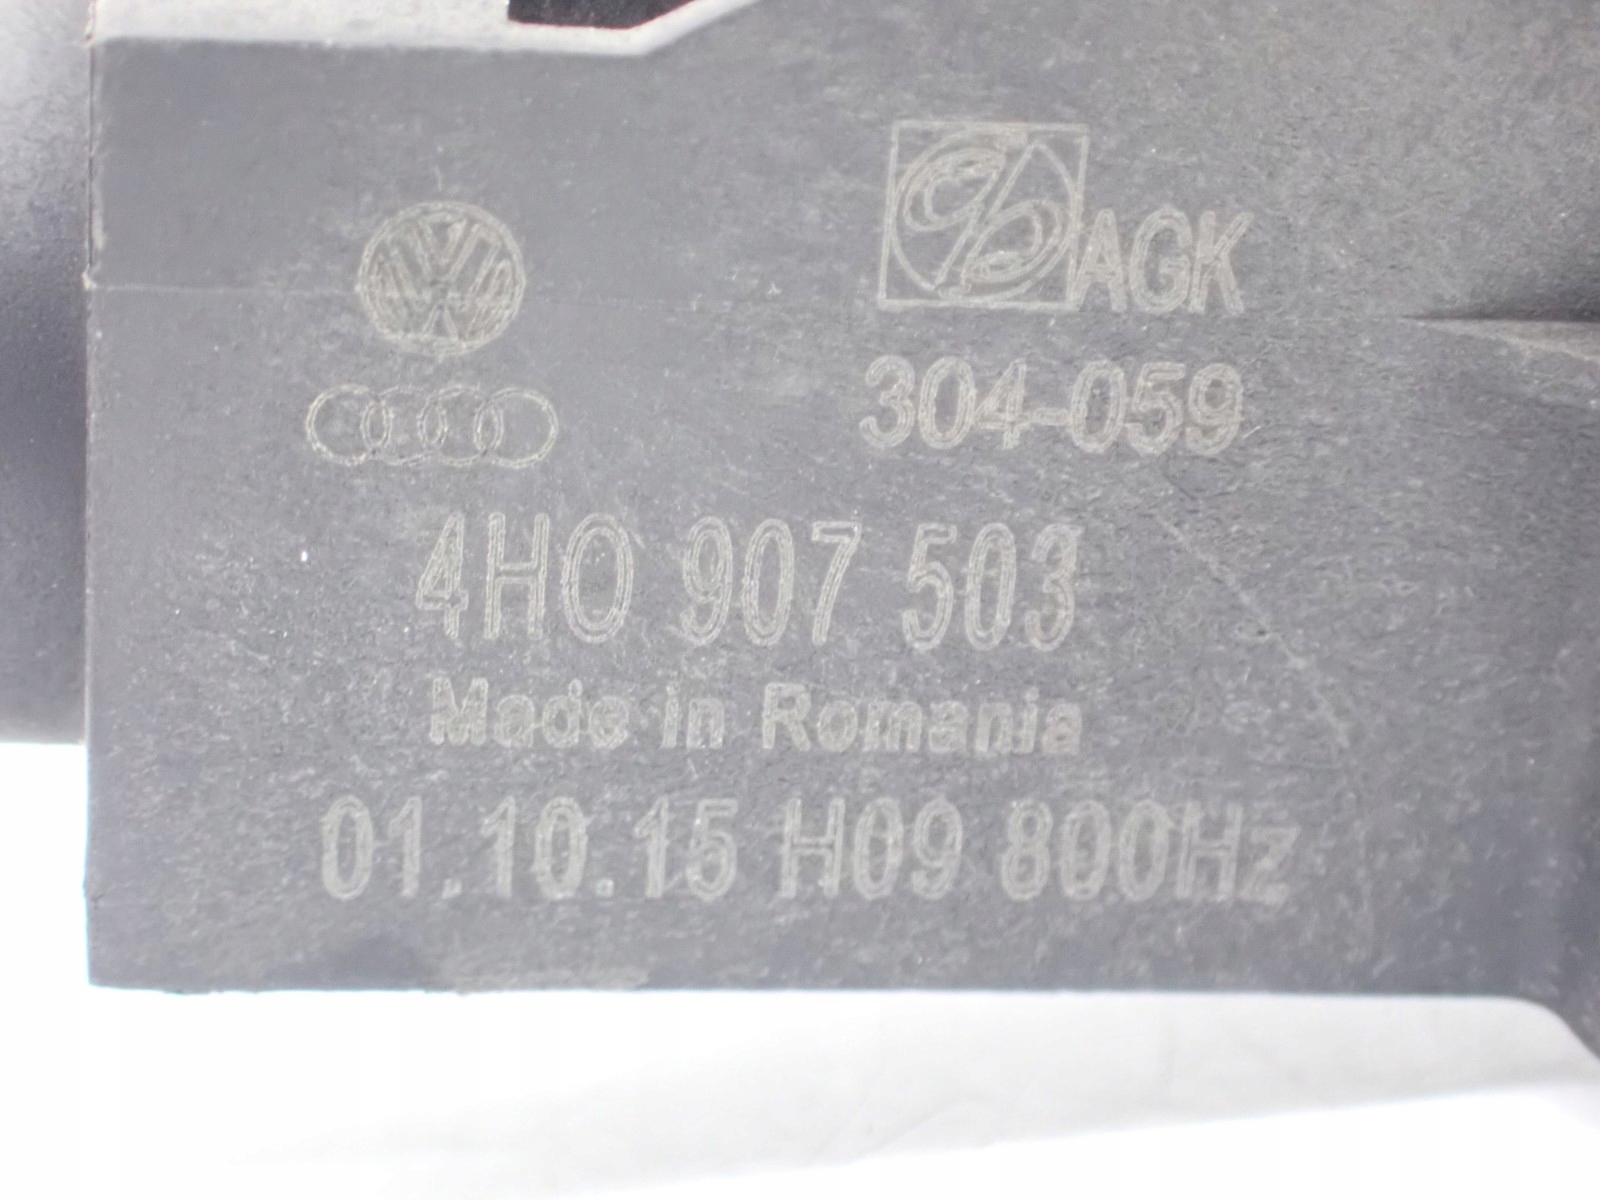 AGK
304-059
4H0 907 503
Made in Romania
01.10.15 H09 800Hz